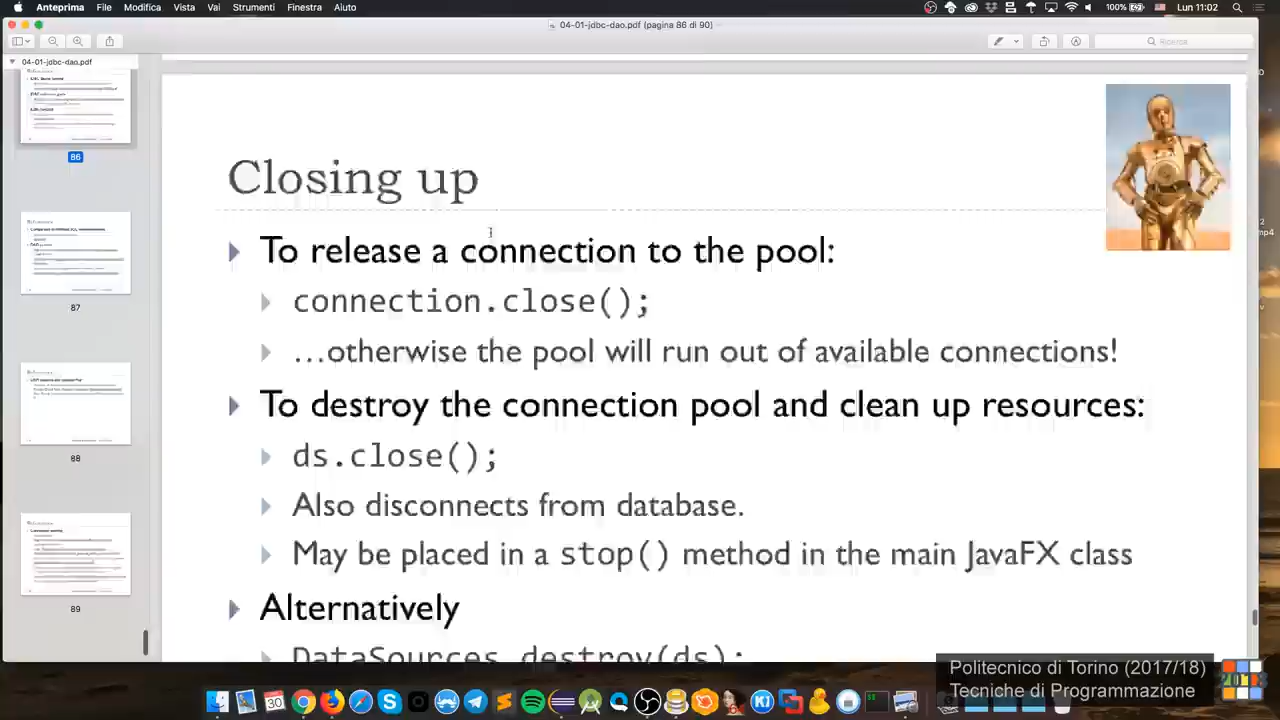 Anteprima File Modifica Vista Vai Strumenti Finestra Aiuto
100% Lun 11:02
04-01-jdbc-dao.pdf (pagina 86 di 90)
Ricerca
04-01-jdbc-dao.pdf
86
87
88
89
Closing up
To release a connection to the pool:
connection.close();
…otherwise the pool will run out of available connections!
To destroy the connection pool and clean up resources:
ds.close();
Also disconnects from database.
May be placed in a stop() method in the main JavaFX class
Alternatively
DataSources.destroy(ds);
mp4
30
Politecnico di Torino (2017/18)
Tecniche di Programmazione